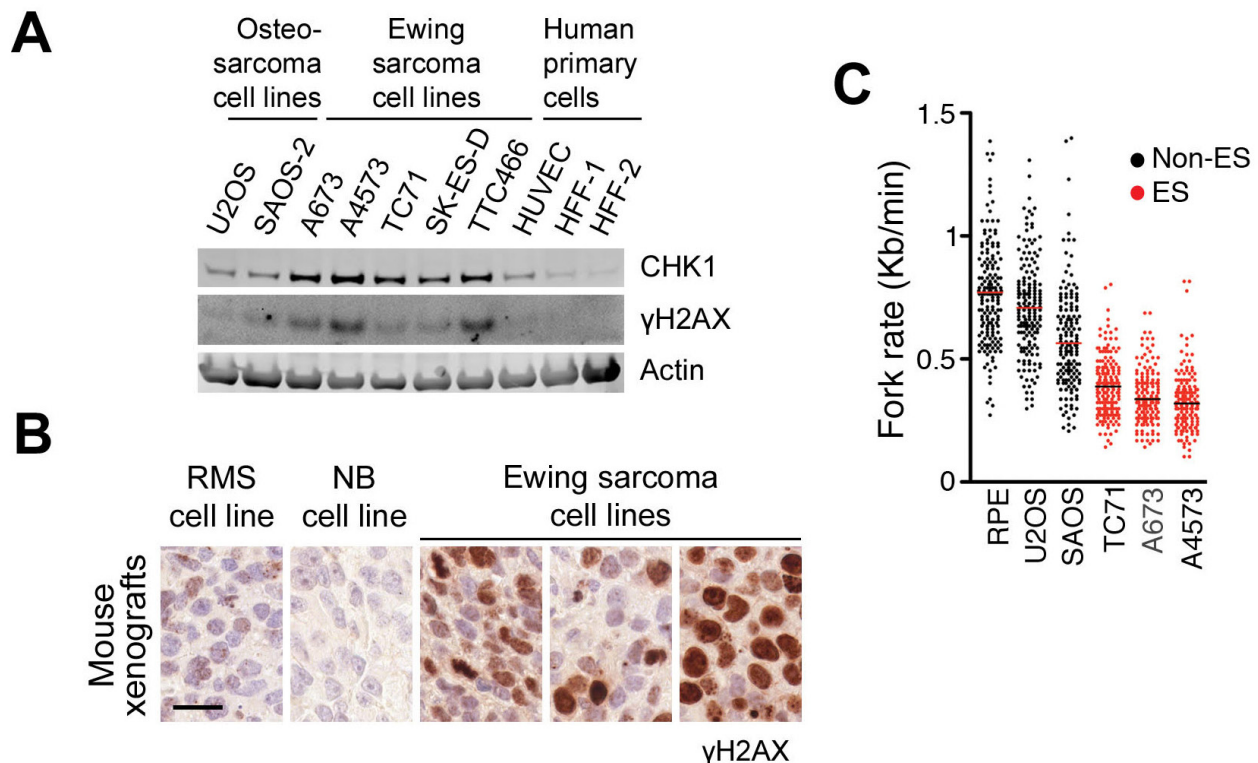 A
Osteo-
sarcoma
cell lines
Ewing
sarcoma
cell lines
Human
primary
cells
U2OS
SAOS-2
A673
A4573
TC71
SK-ES-D
TTC466
HUVEC
HFF-1
HFF-2
CHK1
γH2AX
Actin
B
RMS
cell line
NB
cell line
Ewing sarcoma
cell lines
Mouse
xenografts
γH2AX
C
Fork rate (Kb/min)
1.5
1
0.5
0
Non-ES
ES
RPE
U2OS
SAOS
TC71
A673
A4573